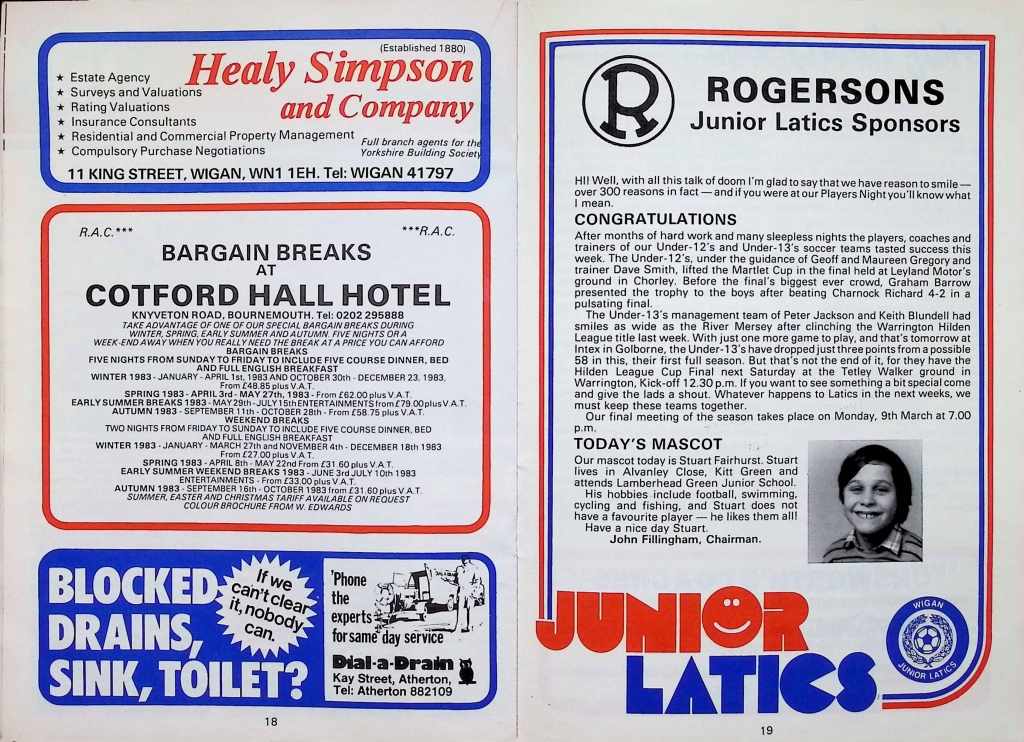 (Established 1880)
Healy Simpson
and Company
★ Estate Agency
★ Surveys and Valuations
★ Rating Valuations
★ Insurance Consultants
★ Residential and Commercial Property Management
★ Compulsory Purchase Negotiations
Full branch agents for the
Yorkshire Building Society
11 KING STREET, WIGAN, WN1 1EH. Tel: WIGAN 41797
R.A.C.*** ***R.A.C.
BARGAIN BREAKS
AT
COTFORD HALL HOTEL
KNYVETON ROAD, BOURNEMOUTH. Tel: 0202 295888
TAKE ADVANTAGE OF ONE OF OUR SPECIAL BARGAIN BREAKS DURING
WINTER, SPRING, EARLY SUMMER AND AUTUMN. FIVE NIGHTS OR A
WEEK-END AWAY WHEN YOU REALLY NEED THE BREAK AT A PRICE YOU CAN AFFORD
BARGAIN BREAKS
FIVE NIGHTS FROM SUNDAY TO FRIDAY TO INCLUDE FIVE COURSE DINNER, BED
AND FULL ENGLISH BREAKFAST
WINTER 1983 - JANUARY - APRIL 1st, 1983 AND OCTOBER 30th - DECEMBER 23, 1983,
From £48.85 plus V.A.T.
SPRING 1983 - APRIL 3rd - MAY 27th, 1983 - From £62.00 plus V.A.T.
EARLY SUMMER BREAKS 1983 - MAY 29th - JULY 15th ENTERTAINMENTS from £79.00 plus V.A.T.
AUTUMN 1983 - SEPTEMBER 11th - OCTOBER 28th - From £58.75 plus V.A.T.
WEEKEND BREAKS
TWO NIGHTS FROM FRIDAY TO SUNDAY TO INCLUDE FIVE COURSE DINNER, BED
AND FULL ENGLISH BREAKFAST
WINTER 1983 - JANUARY - MARCH 27th and NOVEMBER 4th - DECEMBER 18th 1983
From £27.00 plus V.A.T.
SPRING 1983 - APRIL 8th - MAY 22nd From £31.60 plus V.A.T.
EARLY SUMMER WEEKEND BREAKS 1983 - JUNE 3rd JULY 10th 1983
ENTERTAINMENTS - From £33.00 plus V.A.T.
AUTUMN 1983 - SEPTEMBER 16th - OCTOBER 1983 from £31.60 plus V.A.T.
SUMMER, EASTER AND CHRISTMAS TARIFF AVAILABLE ON REQUEST
COLOUR BROCHURE FROM W. EDWARDS
BLOCKED
DRAINS,
SINK, TOILET?
If we
can't clear
it, nobody
can.
'Phone
the
experts
for same day service
Dial-a-Drain
Kay Street, Atherton,
Tel: Atherton 882109
18
R
ROGERSONS
Junior Latics Sponsors
HI! Well, with all this talk of doom I'm glad to say that we have reason to smile —
over 300 reasons in fact — and if you were at our Players Night you'll know what
I mean.
CONGRATULATIONS
After months of hard work and many sleepless nights the players, coaches and
trainers of our Under-12's and Under-13's soccer teams tasted success this
week. The Under-12's, under the guidance of Geoff and Maureen Gregory and
trainer Dave Smith, lifted the Martlet Cup in the final held at Leyland Motor's
ground in Chorley. Before the final's biggest ever crowd, Graham Barrow
presented the trophy to the boys after beating Charnock Richard 4-2 in a
pulsating final.
The Under-13's management team of Peter Jackson and Keith Blundell had
smiles as wide as the River Mersey after clinching the Warrington Hilden
League title last week. With just one more game to play, and that's tomorrow at
Intex in Golborne, the Under-13's have dropped just three points from a possible
58 in this, their first full season. But that's not the end of it, for they have the
Hilden League Cup Final next Saturday at the Tetley Walker ground in
Warrington, Kick-off 12.30 p.m. If you want to see something a bit special come
and give the lads a shout. Whatever happens to Latics in the next weeks, we
must keep these teams together.
Our final meeting of the season takes place on Monday, 9th March at 7.00
p.m.
TODAY'S MASCOT
Our mascot today is Stuart Fairhurst. Stuart
lives in Alvanley Close, Kitt Green and
attends Lamberhead Green Junior School.
His hobbies include football, swimming,
cycling and fishing, and Stuart does not
have a favourite player — he likes them all!
Have a nice day Stuart.
John Fillingham, Chairman.
JUNIOR
LATICS
WIGAN
JUNIOR LATICS
19